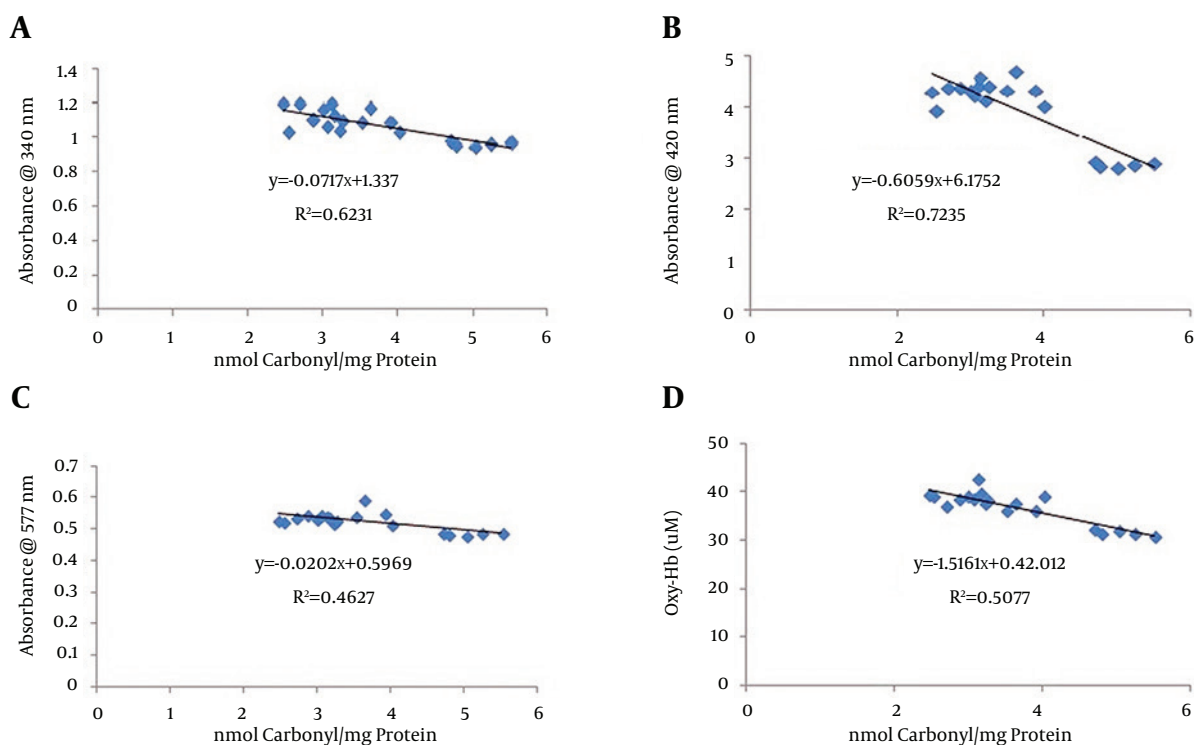 A
1.4
1.2
1
0.8
0.6
0.4
0.2
0
0 1 2 3 4 5 6
Absorbance @ 340 nm
nmol Carbonyl/mg Protein
y=-0.0717x+1.337
R²=0.6231
B
5
4
3
2
1
0
0 2 4 6
Absorbance @ 420 nm
nmol Carbonyl/mg Protein
y=-0.6059x+6.1752
R²=0.7235
C
0.7
0.6
0.5
0.4
0.3
0.2
0.1
0
0 1 2 3 4 5 6
Absorbance @ 577 nm
nmol Carbonyl/mg Protein
y=-0.0202x+0.5969
R²=0.4627
D
50
40
30
20
10
0
0 2 4 6
Oxy-Hb (uM)
nmol Carbonyl/mg Protein
y=-1.5161x+0.42.012
R²=0.5077